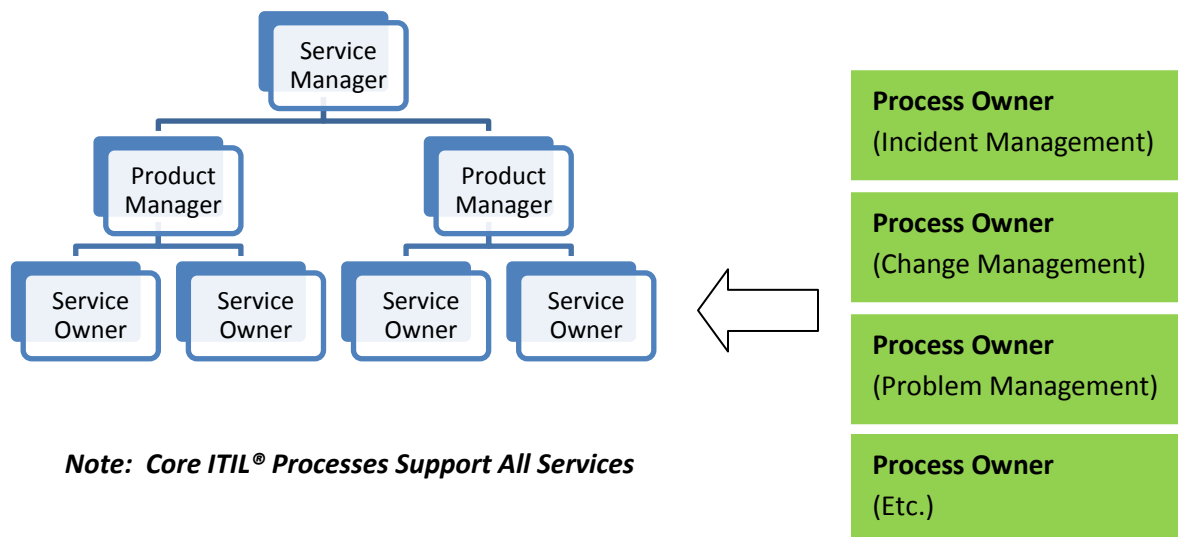 Service
Manager
Product
Manager
Product
Manager
Service
Owner
Service
Owner
Service
Owner
Service
Owner
Note:  Core ITIL® Processes Support All Services
Process Owner
(Incident Management)
Process Owner
(Change Management)
Process Owner
(Problem Management)
Process Owner
(Etc.)